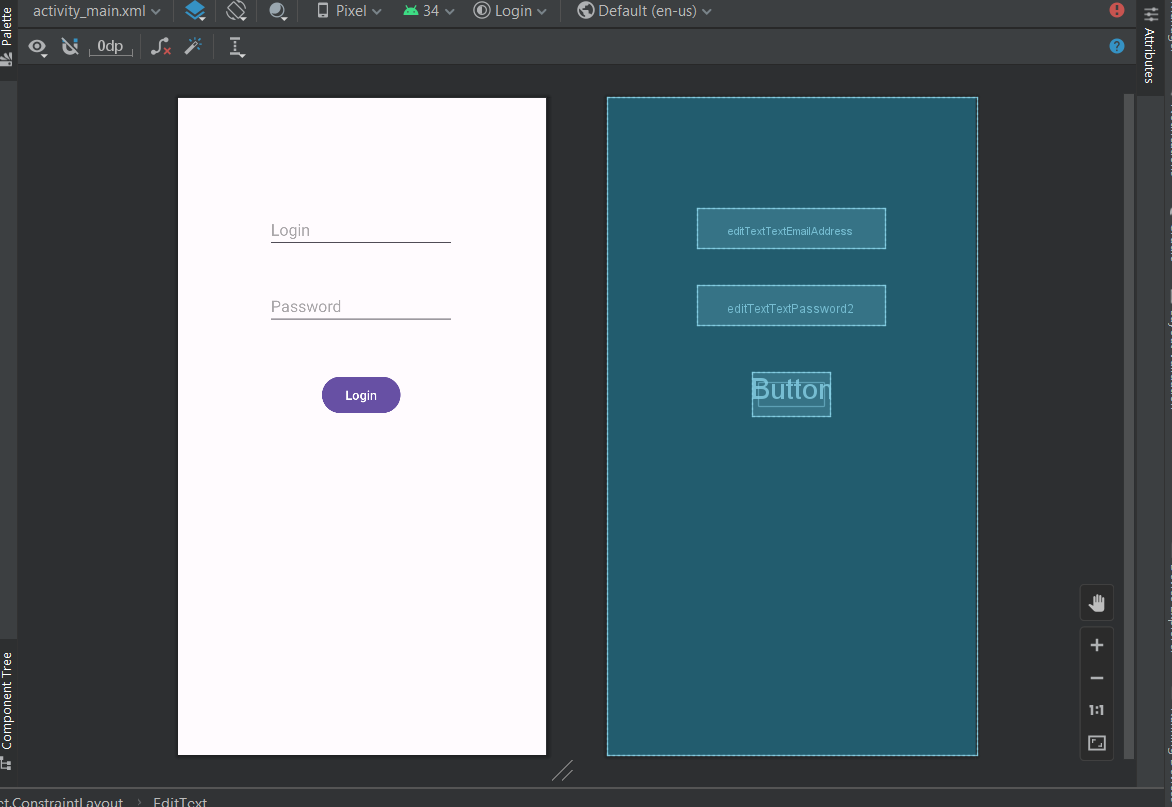 activity_main.xml
Pixel
34
Login
Default (en-us)
Palette
0dp
Attributes
Login
Password
Login
editTextTextEmailAddress
editTextTextPassword2
Button
1:1
Component Tree
ct.ConstraintLayout › EditText